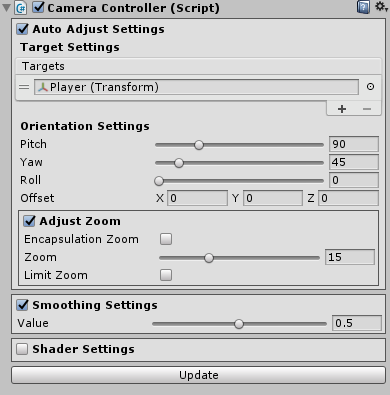 Camera Controller (Script)
Auto Adjust Settings
Target Settings
Targets
Player (Transform)
+ −
Orientation Settings
Pitch 90
Yaw 45
Roll 0
Offset X 0 Y 0 Z 0
Adjust Zoom
Encapsulation Zoom
Zoom 15
Limit Zoom
Smoothing Settings
Value 0.5
Shader Settings
Update